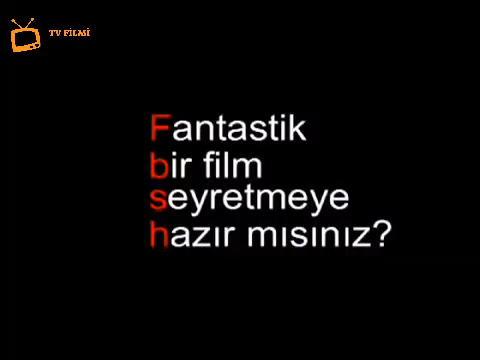 TV FİLMİ
Fantastik
bir film
seyretmeye
hazır mısınız?